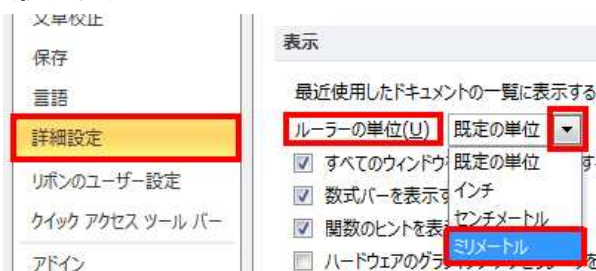 文章校正
保存
言語
詳細設定
リボンのユーザー設定
クイック アクセス ツール バー
アドイン
表示
最近使用したドキュメントの一覧に表示する
ルーラーの単位(U) 既定の単位
すべてのウィンドウ
数式バーを表示す
関数のヒントを表
ハードウェアのグラ
既定の単位
インチ
センチメートル
ミリメートル